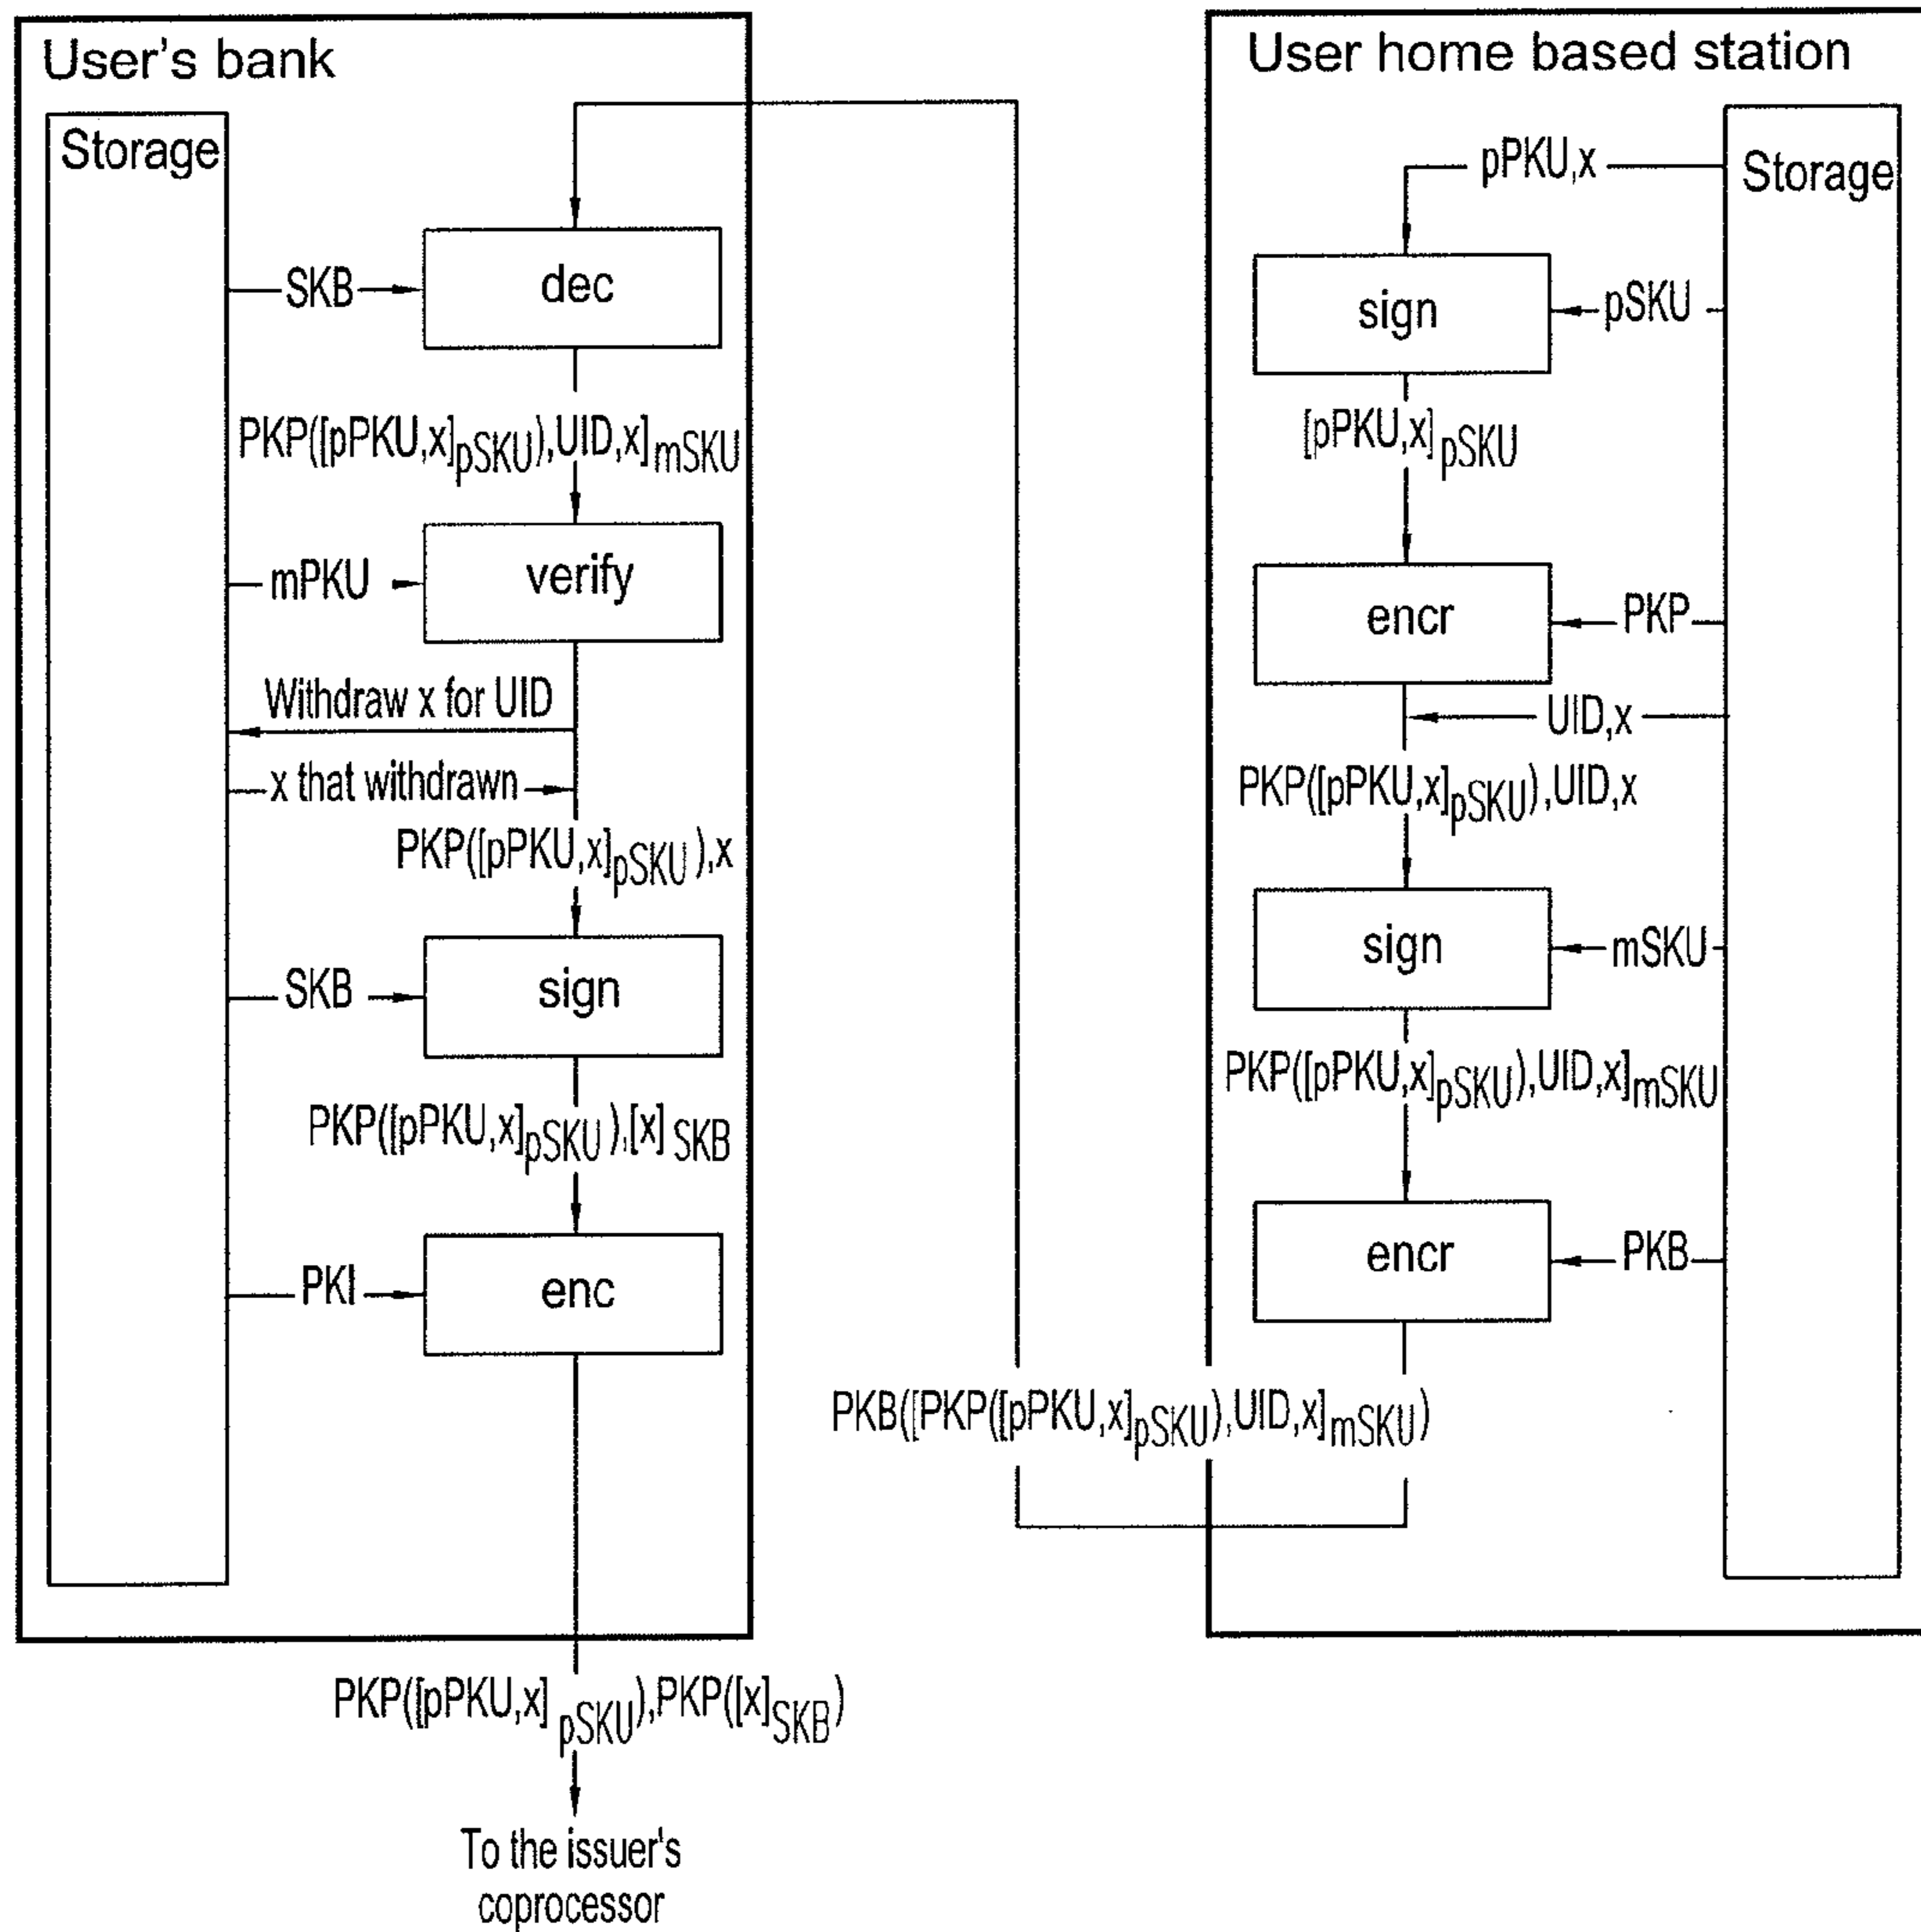 User's bank
Storage
SKB
dec
PKP([pPKU,x]pSKU),UID,x]mSKU
mPKU
verify
Withdraw x for UID
x that withdrawn
PKP([pPKU,x]pSKU),x
SKB
sign
PKP([pPKU,x]pSKU),[x]SKB
PKI
enc
PKP([pPKU,x]pSKU),PKP([x]SKB)
To the issuer's
coprocessor
User home based station
Storage
pPKU,x
sign
pSKU
[pPKU,x]pSKU
encr
PKP
UID,x
PKP([pPKU,x]pSKU),UID,x
sign
mSKU
PKP([pPKU,x]pSKU),UID,x]mSKU
encr
PKB
PKB([PKP([pPKU,x]pSKU),UID,x]mSKU)